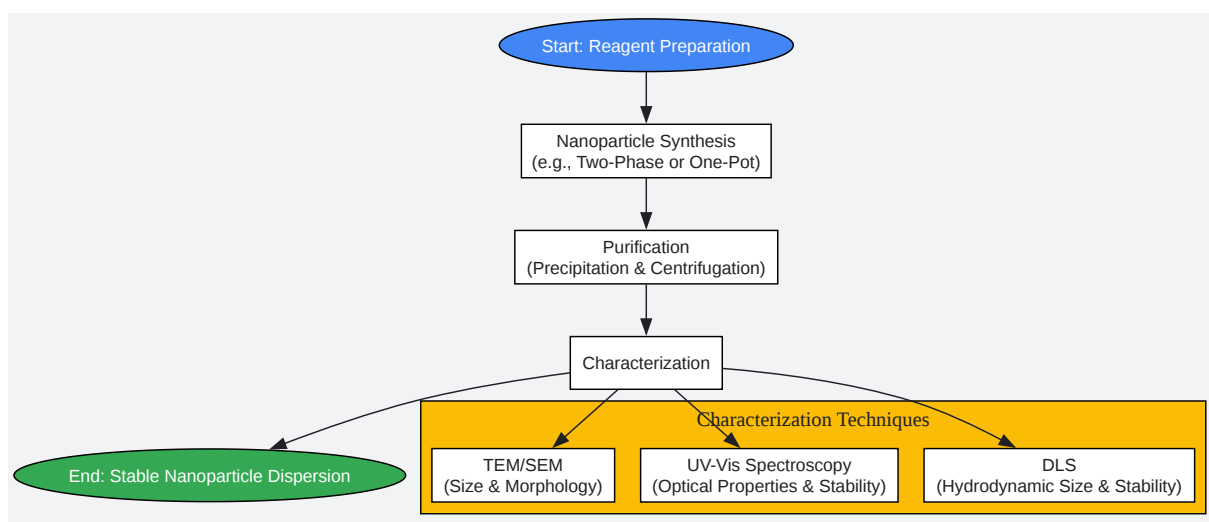 Start: Reagent Preparation
Nanoparticle Synthesis
(e.g., Two-Phase or One-Pot)
Purification
(Precipitation & Centrifugation)
Characterization
Characterization Techniques
End: Stable Nanoparticle Dispersion
TEM/SEM
(Size & Morphology)
UV-Vis Spectroscopy
(Optical Properties & Stability)
DLS
(Hydrodynamic Size & Stability)